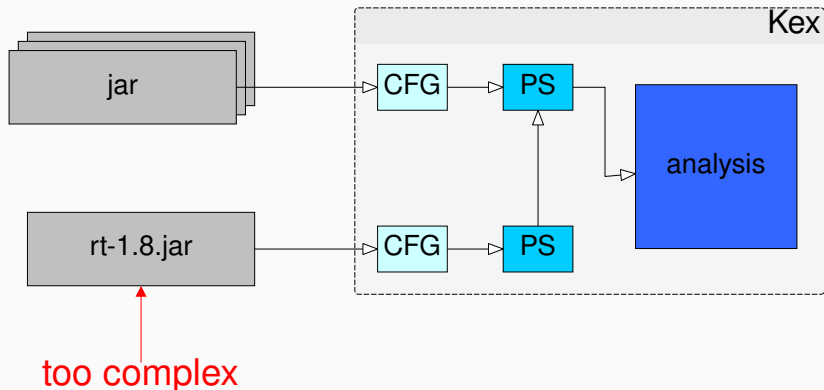 Kex
jar
CFG
PS
analysis
rt-1.8.jar
CFG
PS
too complex